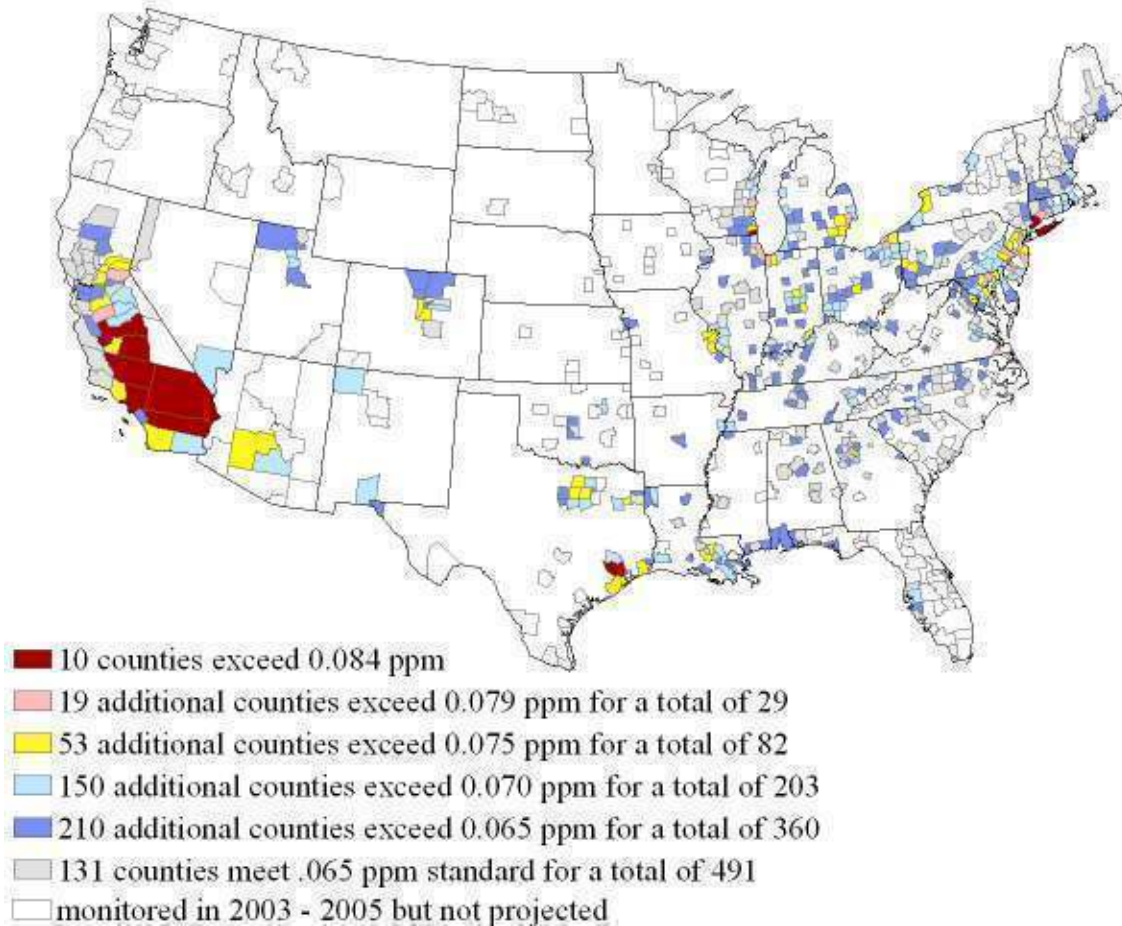 10 counties exceed 0.084 ppm
19 additional counties exceed 0.079 ppm for a total of 29
53 additional counties exceed 0.075 ppm for a total of 82
150 additional counties exceed 0.070 ppm for a total of 203
210 additional counties exceed 0.065 ppm for a total of 360
131 counties meet .065 ppm standard for a total of 491
monitored in 2003 - 2005 but not projected